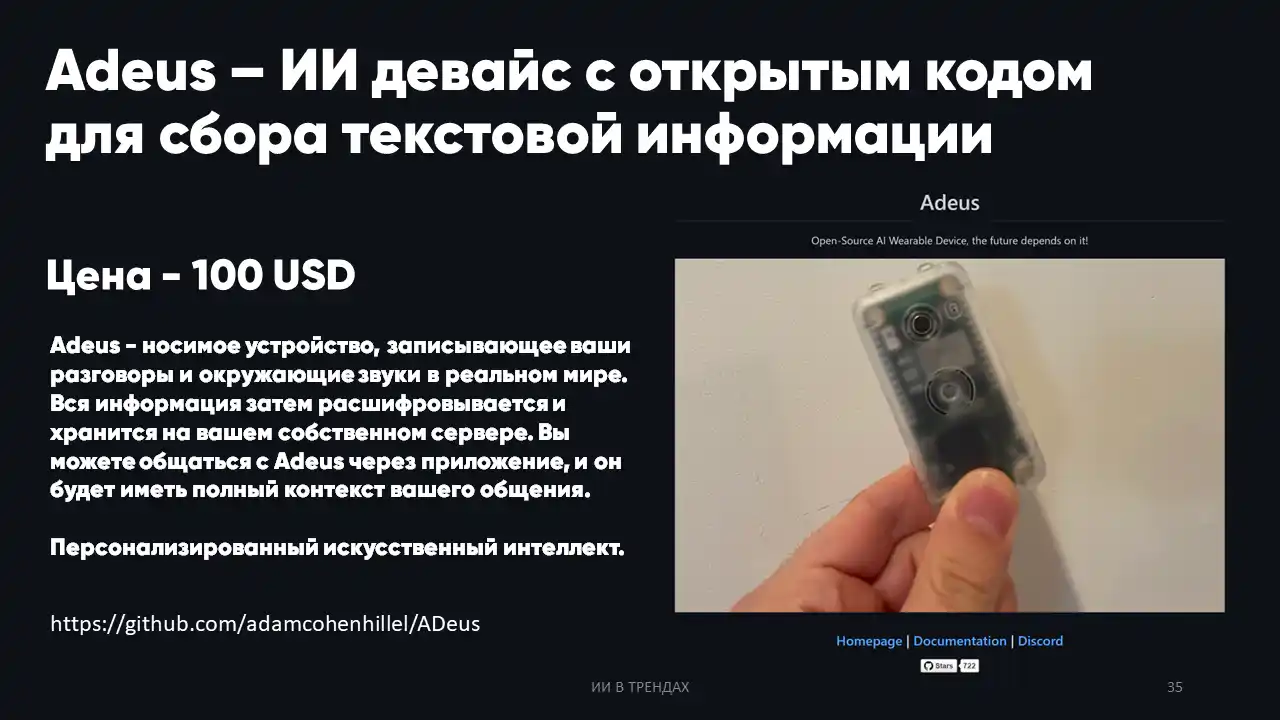 Adeus – ИИ девайс с открытым кодом
для сбора текстовой информации
Цена - 100 USD
Adeus - носимое устройство, записывающее ваши
разговоры и окружающие звуки в реальном мире.
Вся информация затем расшифровывается и
хранится на вашем собственном сервере. Вы
можете общаться с Adeus через приложение, и он
будет иметь полный контекст вашего общения.
Персонализированный искусственный интеллект.
https://github.com/adamcohenhillel/ADeus
Adeus
Open-Source AI Wearable Device, the future depends on it!
Homepage | Documentation | Discord
Stars 722
ИИ В ТРЕНДАХ
35